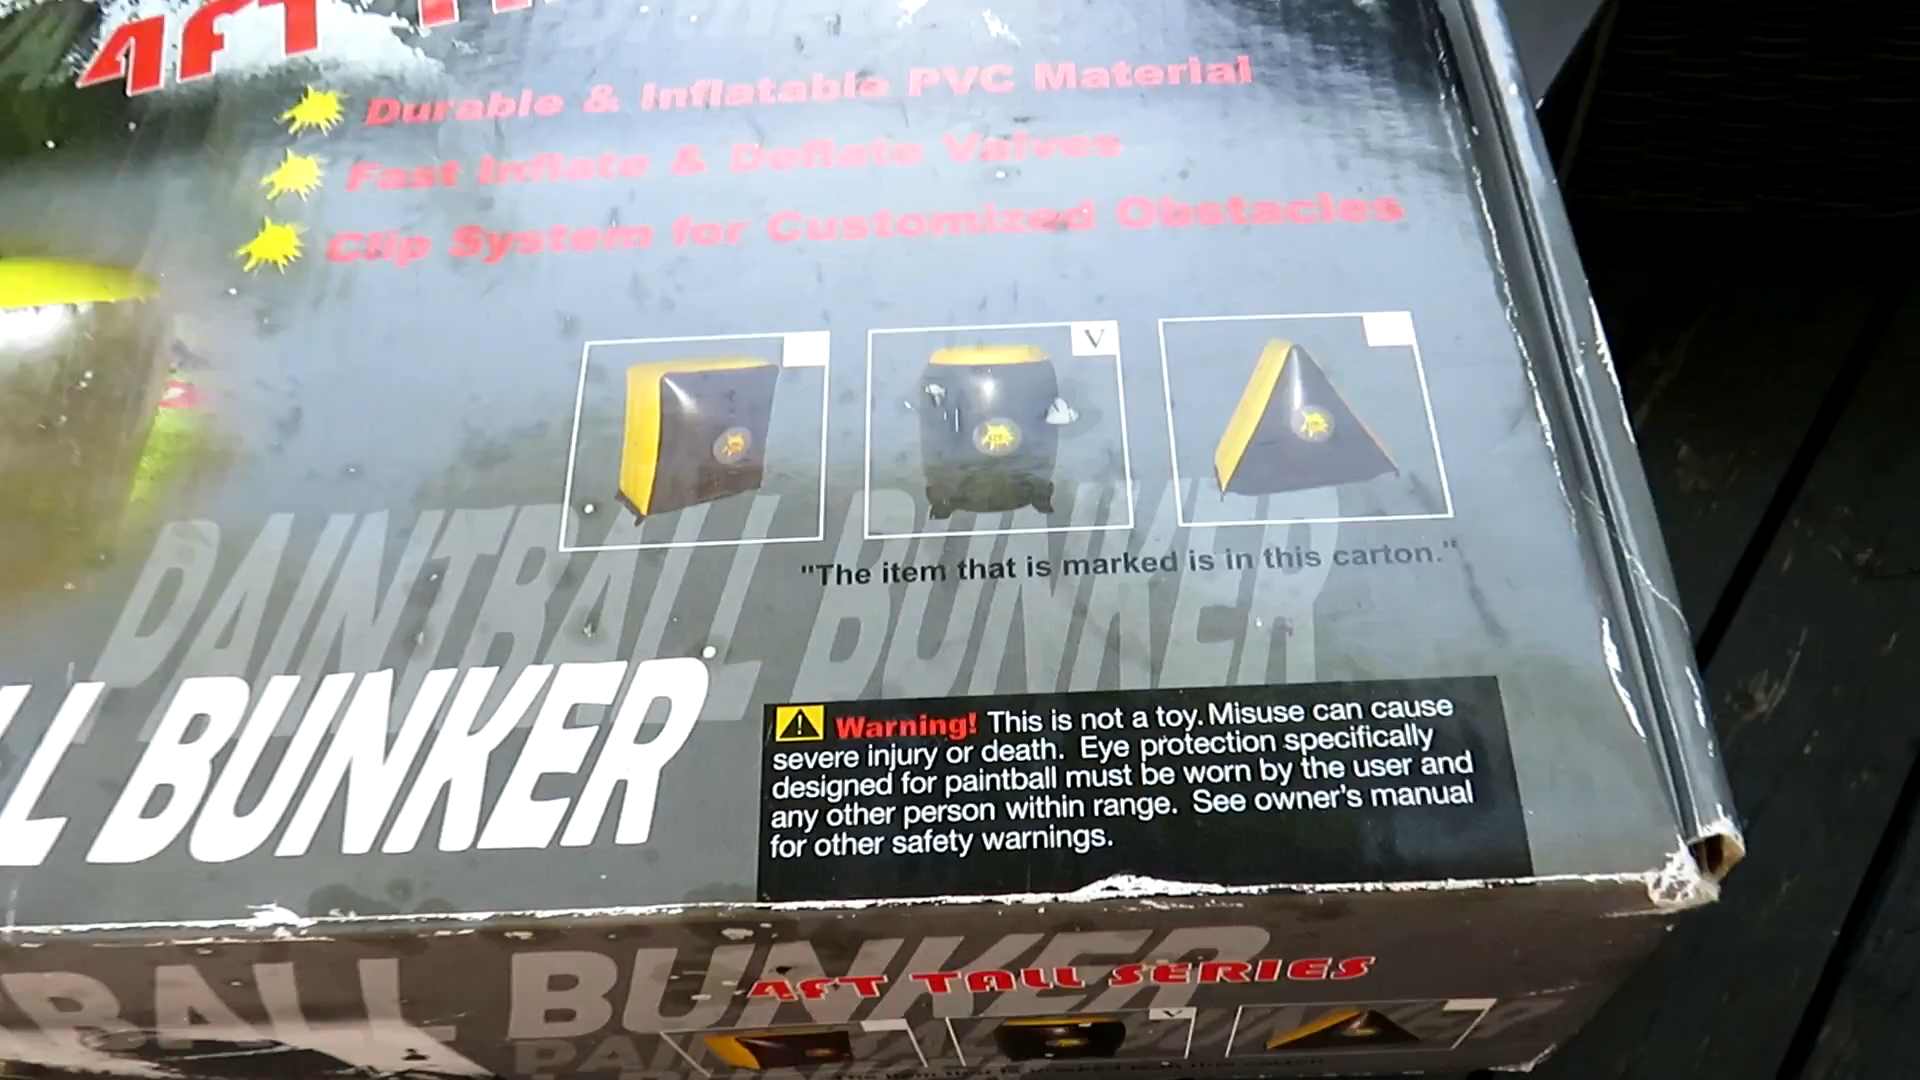 4FT
Durable & Inflatable PVC Material
Fast Inflate & Deflate Valves
Clip System for Customized Obstacles
V
"The item that is marked is in this carton."
PAINTBALL BUNKER
BUNKER
L BUNKER
Warning! This is not a toy. Misuse can cause
severe injury or death. Eye protection specifically
designed for paintball must be worn by the user and
any other person within range. See owner's manual
for other safety warnings.
BALL BUNKER
4FT TALL SERIES
V